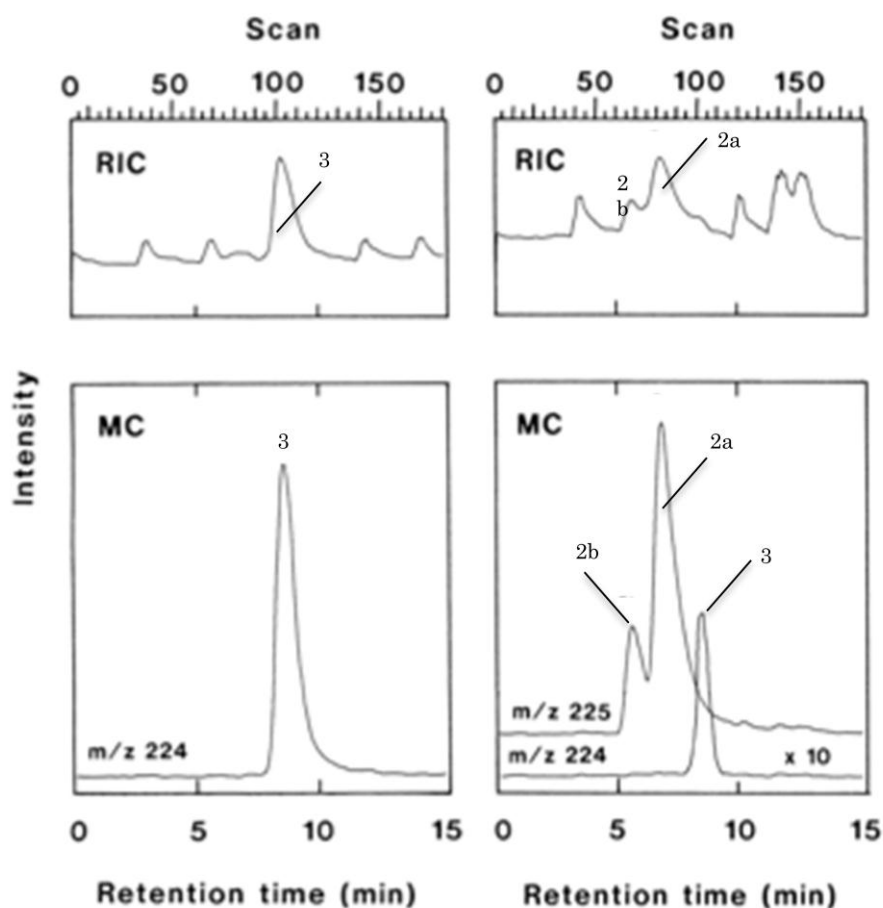 Scan
0 50 100 150
RIC
3
Scan
0 50 100 150
RIC
2
b
2a
Intensity
MC
3
m/z 224
0 5 10 15
Retention time (min)
MC
2a
2b
3
m/z 225
m/z 224 x 10
0 5 10 15
Retention time (min)